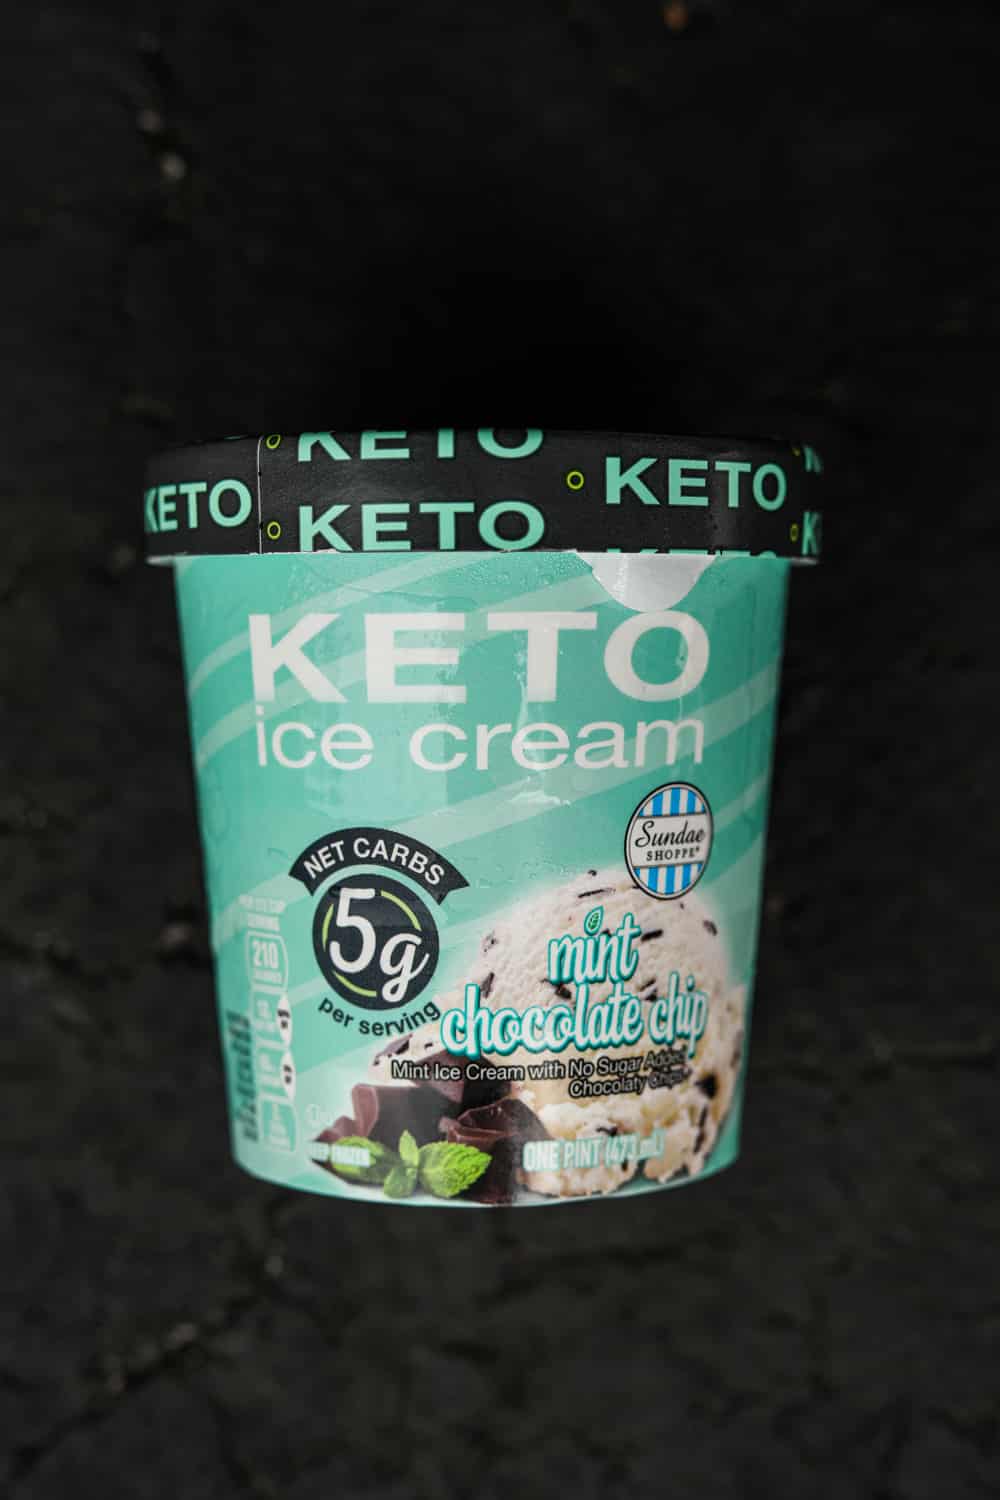 KETO
KETO
KETO
KETO
KETO
ice cream
Sundae
SHOPPE®
NET CARBS
5g
per serving
210
CALORIES
mint
chocolate chip
Mint Ice Cream with No Sugar Added
Chocolaty Chips
ONE PINT (473 mL)